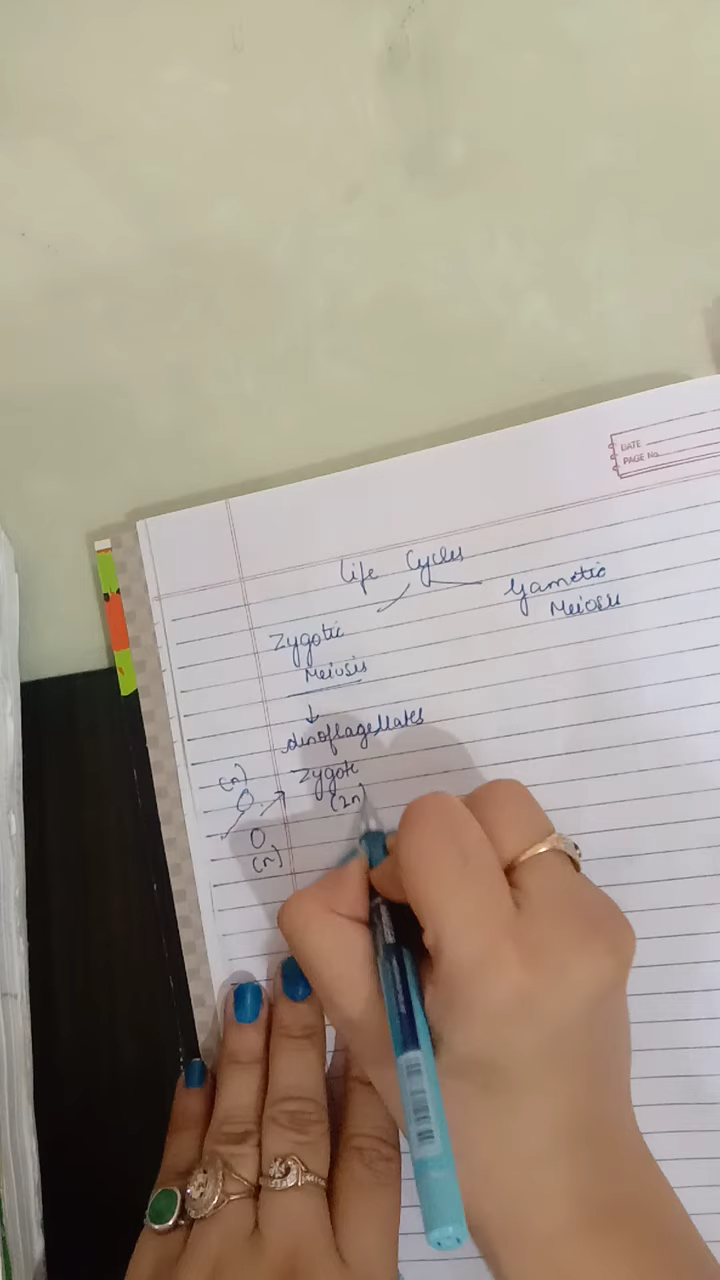 DATE
PAGE No.
Life Cycles
Gametic
Meiosis
Zygotic
Meiosis
↓
dinoflagellates
Zygote
(2n)
(n)
(n)